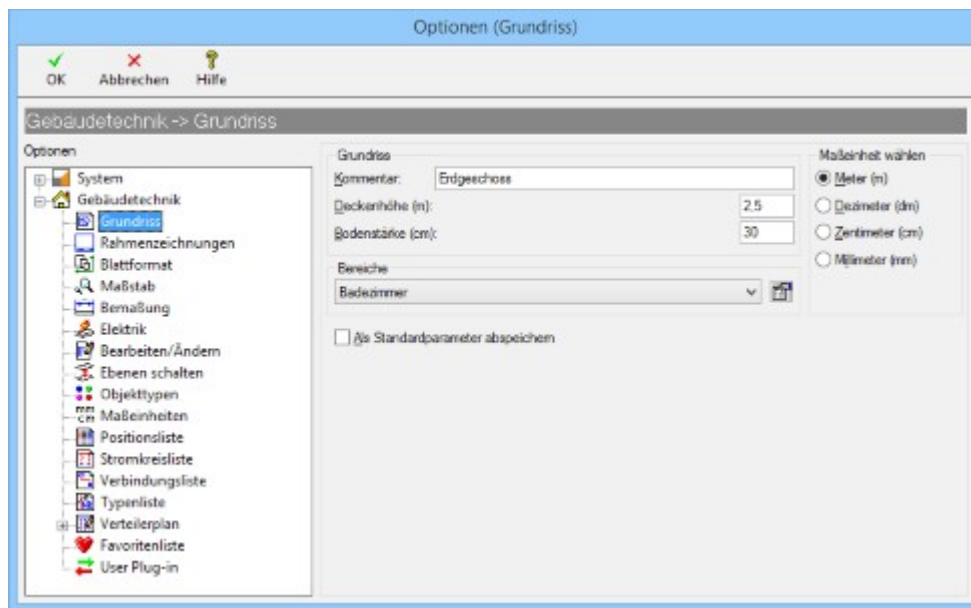 Optionen (Grundriss)
OK Abbrechen Hilfe
Gebäudetechnik -> Grundriss
Optionen
System
Gebäudetechnik
Grundriss
Rahmenzeichnungen
Blattformat
Maßstab
Bemaßung
Elektrik
Bearbeiten/Ändern
Ebenen schalten
Objekttypen
Maßeinheiten
Positionsliste
Stromkreisliste
Verbindungsliste
Typenliste
Verteilerplan
Favoritenliste
User Plug-in
Grundriss
Kommentar: Erdgeschoss
Deckenhöhe (m): 2,5
Bodenstärke (cm): 30
Bereiche
Badezimmer
Als Standardparameter abspeichern
Maßeinheit wählen
Meter (m)
Dezimeter (dm)
Zentimeter (cm)
Millimeter (mm)